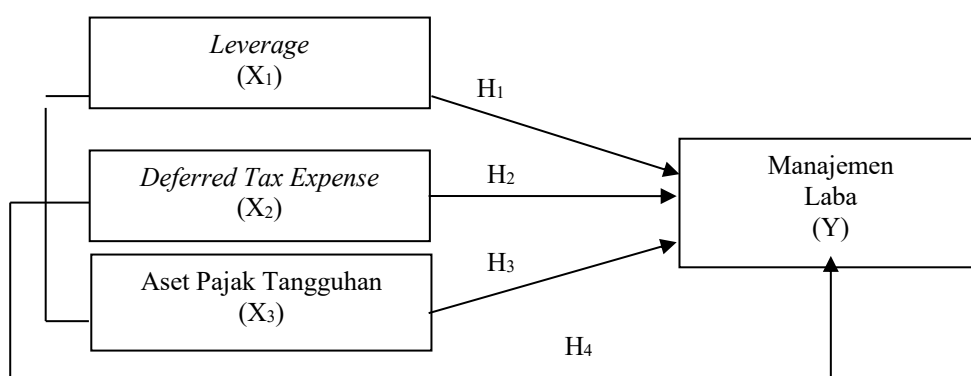 Leverage
(X₁)
H₁
Deferred Tax Expense
(X₂)
H₂
Aset Pajak Tangguhan
(X₃)
H₃
H₄
Manajemen
Laba
(Y)